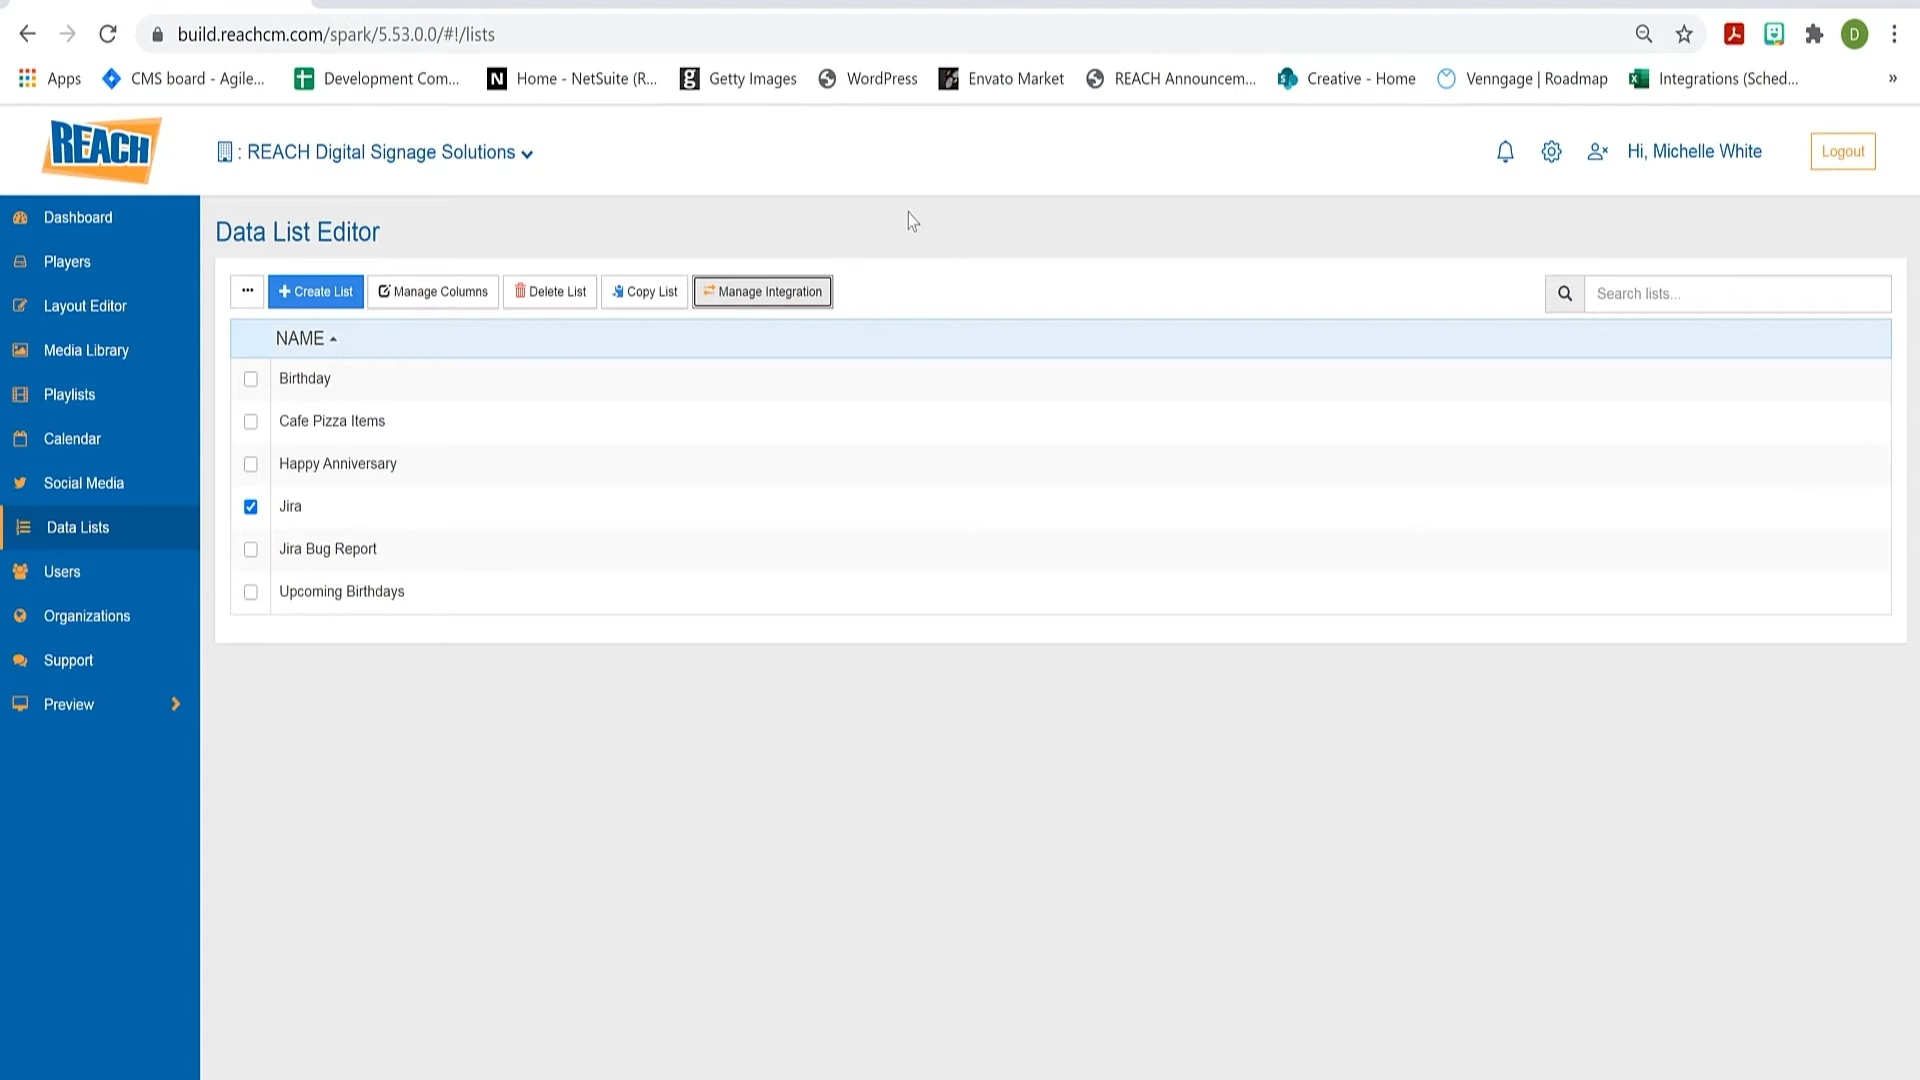 build.reachcm.com/spark/5.53.0.0/#!/lists
D
Apps
CMS board - Agile...
Development Com...
N
Home - NetSuite (R...
g
Getty Images
WordPress
Envato Market
REACH Announcem...
Creative - Home
Venngage | Roadmap
Integrations (Sched...
»
REACH
: REACH Digital Signage Solutions
Hi, Michelle White
Logout
Dashboard
Players
Layout Editor
Media Library
Playlists
Calendar
Social Media
Data Lists
Users
Organizations
Support
Preview
Data List Editor
...
+ Create List
Manage Columns
Delete List
Copy List
Manage Integration
Search lists...
NAME
Birthday
Cafe Pizza Items
Happy Anniversary
Jira
Jira Bug Report
Upcoming Birthdays